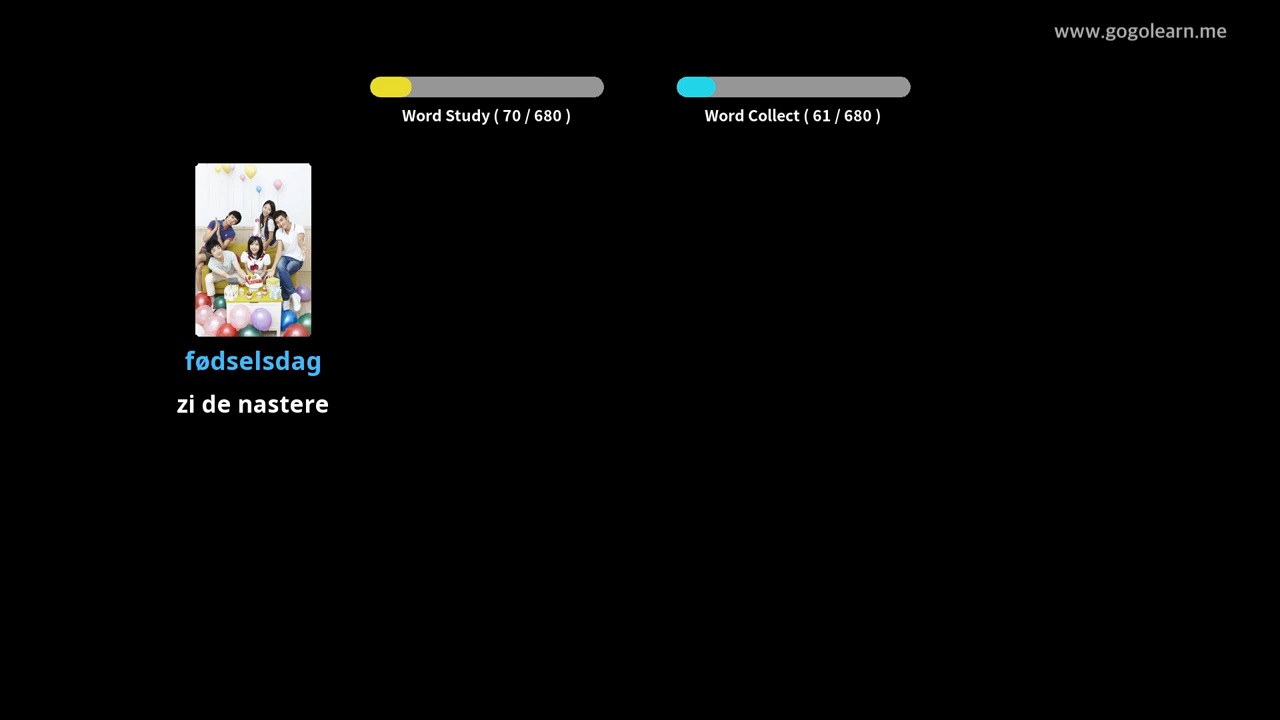 www.gogolearn.me
Word Study ( 70 / 680 )
Word Collect ( 61 / 680 )
fødselsdag
zi de nastere